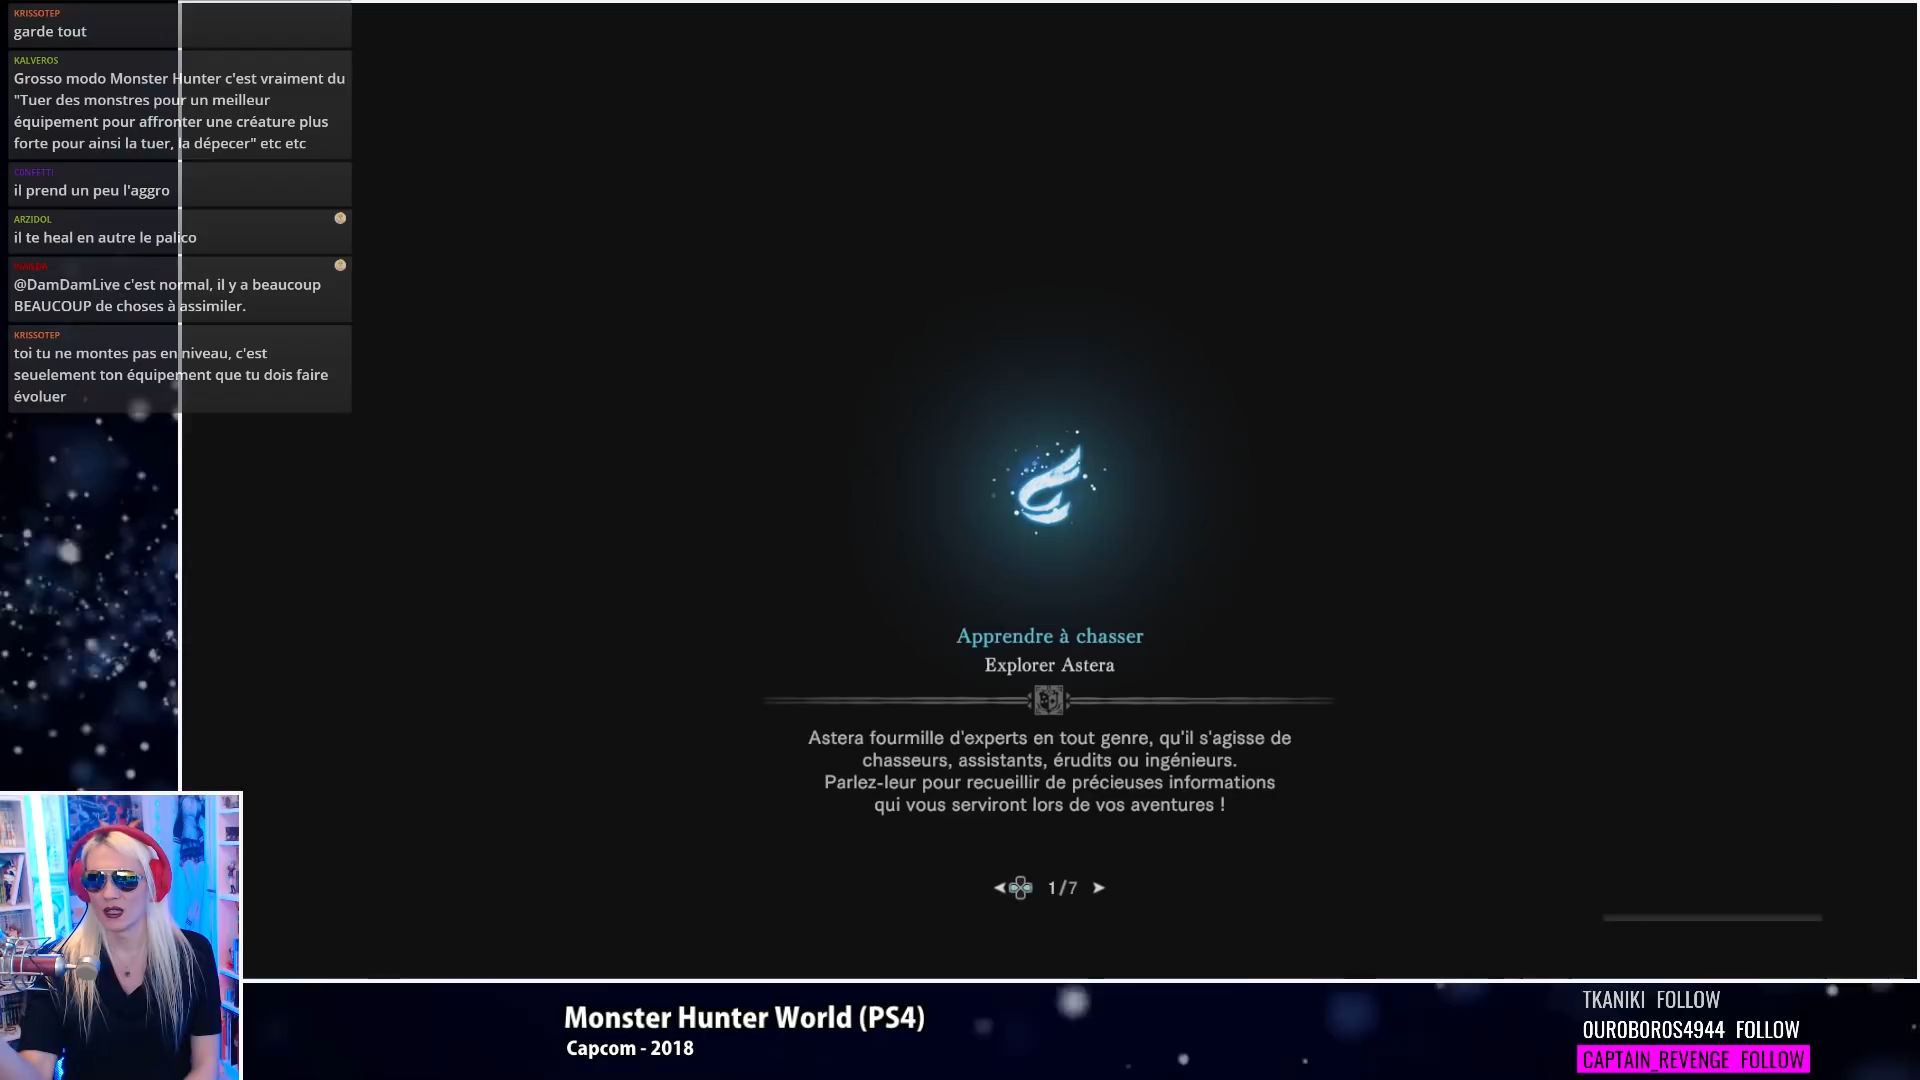 KRISSOTEP
garde tout
KALVEROS
Grosso modo Monster Hunter c'est vraiment du
"Tuer des monstres pour un meilleur
équipement pour affronter une créature plus
forte pour ainsi la tuer, la dépecer" etc etc
CONFETTI
il prend un peu l'aggro
ARZIDOL
il te heal en autre le palico
@DamDamLive c'est normal, il y a beaucoup
BEAUCOUP de choses à assimiler.
KRISSOTEP
toi tu ne montes pas en niveau, c'est
seuelement ton équipement que tu dois faire
évoluer
Apprendre à chasser
Explorer Astera
Astera fourmille d'experts en tout genre, qu'il s'agisse de
chasseurs, assistants, érudits ou ingénieurs.
Parlez-leur pour recueillir de précieuses informations
qui vous serviront lors de vos aventures !
1/7
Monster Hunter World (PS4)
Capcom - 2018
TKANIKI FOLLOW
OUROBOROS4944 FOLLOW
CAPTAIN_REVENGE FOLLOW